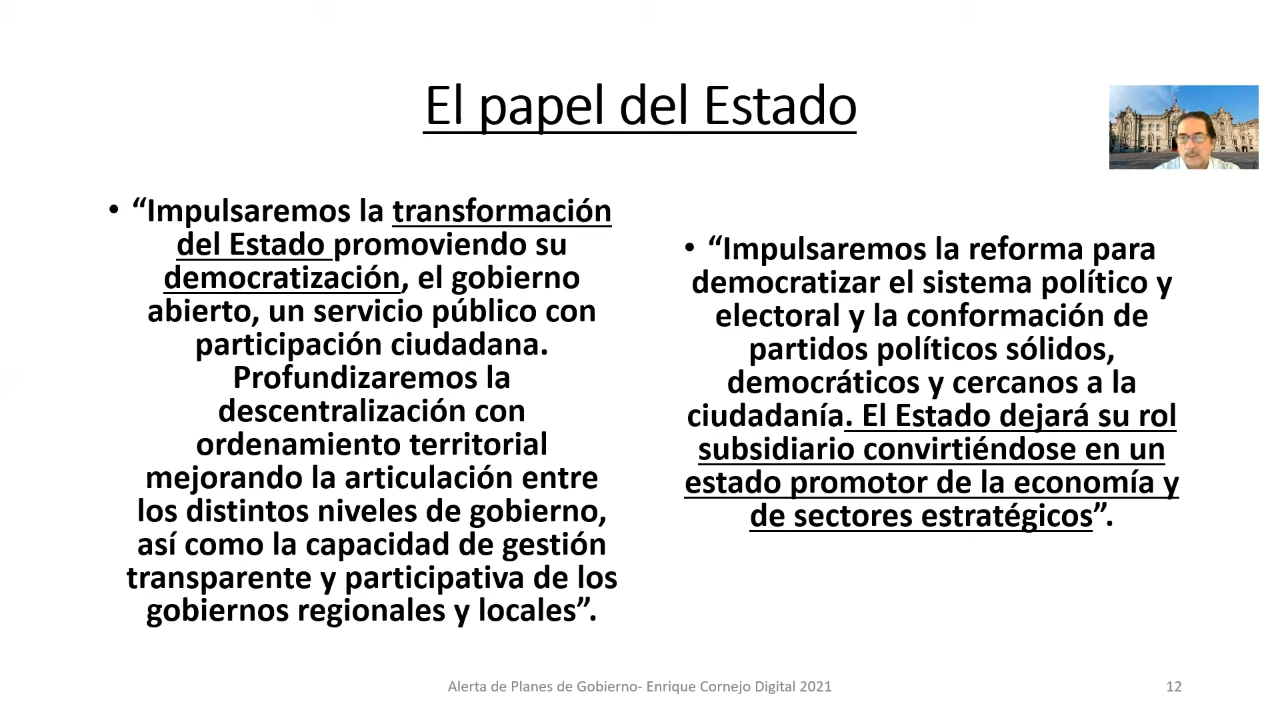 El papel del Estado
• “Impulsaremos la transformación
del Estado promoviendo su
democratización, el gobierno
abierto, un servicio público con
participación ciudadana.
Profundizaremos la
descentralización con
ordenamiento territorial
mejorando la articulación entre
los distintos niveles de gobierno,
así como la capacidad de gestión
transparente y participativa de los
gobiernos regionales y locales”.
• “Impulsaremos la reforma para
democratizar el sistema político y
electoral y la conformación de
partidos políticos sólidos,
democráticos y cercanos a la
ciudadanía. El Estado dejará su rol
subsidiario convirtiéndose en un
estado promotor de la economía y
de sectores estratégicos”.
Alerta de Planes de Gobierno- Enrique Cornejo Digital 2021
12